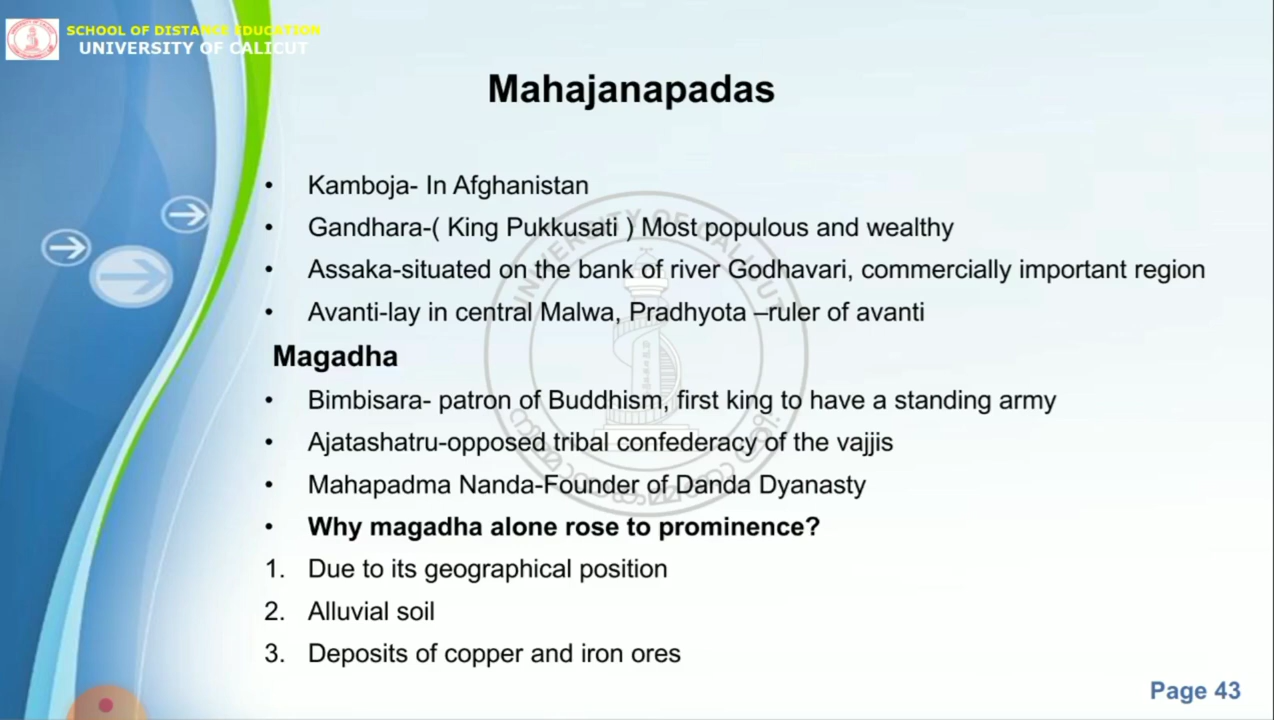 SCHOOL OF DISTANCE EDUCATION
UNIVERSITY OF CALICUT
Mahajanapadas
• Kamboja- In Afghanistan
• Gandhara-( King Pukkusati ) Most populous and wealthy
• Assaka-situated on the bank of river Godhavari, commercially important region
• Avanti-lay in central Malwa, Pradhyota –ruler of avanti
Magadha
• Bimbisara- patron of Buddhism, first king to have a standing army
• Ajatashatru-opposed tribal confederacy of the vajjis
• Mahapadma Nanda-Founder of Danda Dyanasty
• Why magadha alone rose to prominence?
1. Due to its geographical position
2. Alluvial soil
3. Deposits of copper and iron ores
UNIVERSITY OF CALICUT
Page 43